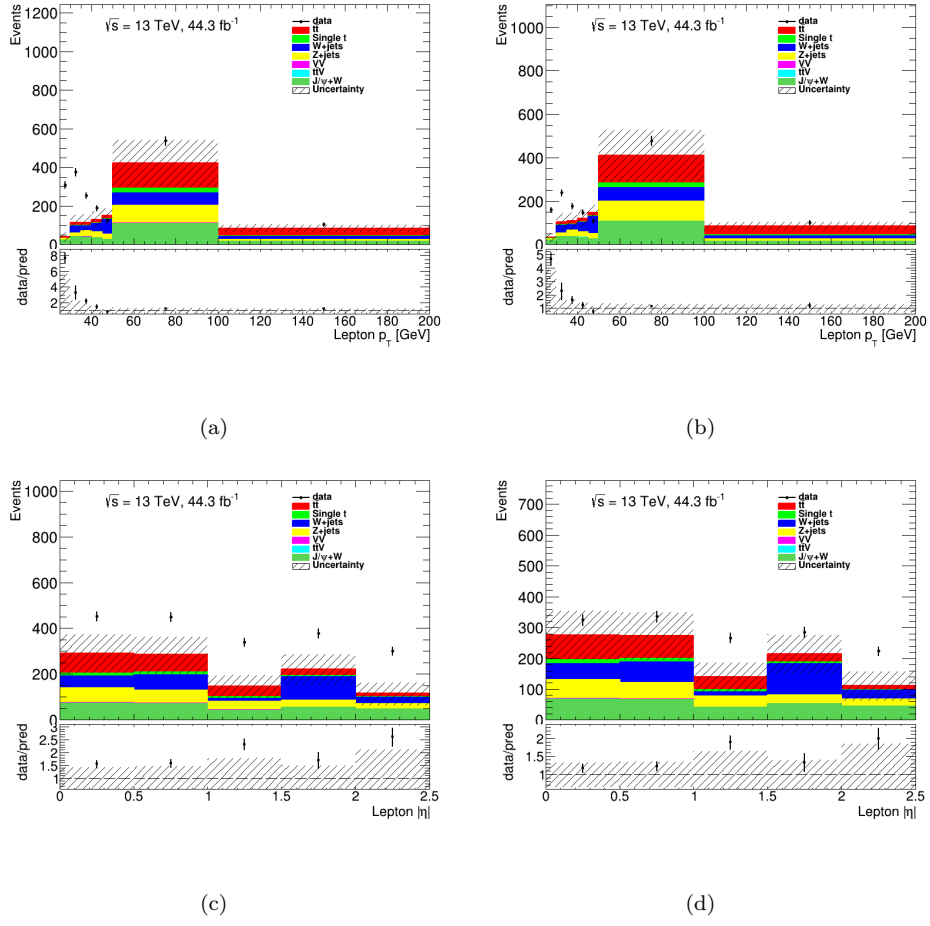 Events
1200
1000
800
600
400
200
0
√s = 13 TeV, 44.3 fb⁻¹
data
tt
Single t
W+jets
Z+jets
VV
ttV
J/ψ+W
Uncertainty
data/pred
8
6
4
2
1
40 60 80 100 120 140 160 180 200
Lepton p_T [GeV]
(a)
Events
1000
800
600
400
200
0
√s = 13 TeV, 44.3 fb⁻¹
data
tt
Single t
W+jets
Z+jets
VV
ttV
J/ψ+W
Uncertainty
data/pred
5
4
3
2
1
40 60 80 100 120 140 160 180 200
Lepton p_T [GeV]
(b)
Events
1000
800
600
400
200
0
√s = 13 TeV, 44.3 fb⁻¹
data
tt
Single t
W+jets
Z+jets
VV
ttV
J/ψ+W
Uncertainty
data/pred
3
2.5
2
1.5
1
0 0.5 1 1.5 2 2.5
Lepton |η|
(c)
Events
700
600
500
400
300
200
100
0
√s = 13 TeV, 44.3 fb⁻¹
data
tt
Single t
W+jets
Z+jets
VV
ttV
J/ψ+W
Uncertainty
data/pred
2
1.5
1
0 0.5 1 1.5 2 2.5
Lepton |η|
(d)